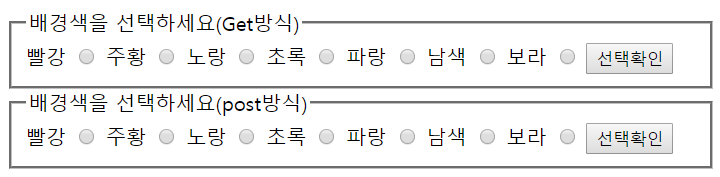 배경색을 선택하세요(Get방식)
빨강 주황 노랑 초록 파랑 남색 보라 선택확인
배경색을 선택하세요(post방식)
빨강 주황 노랑 초록 파랑 남색 보라 선택확인